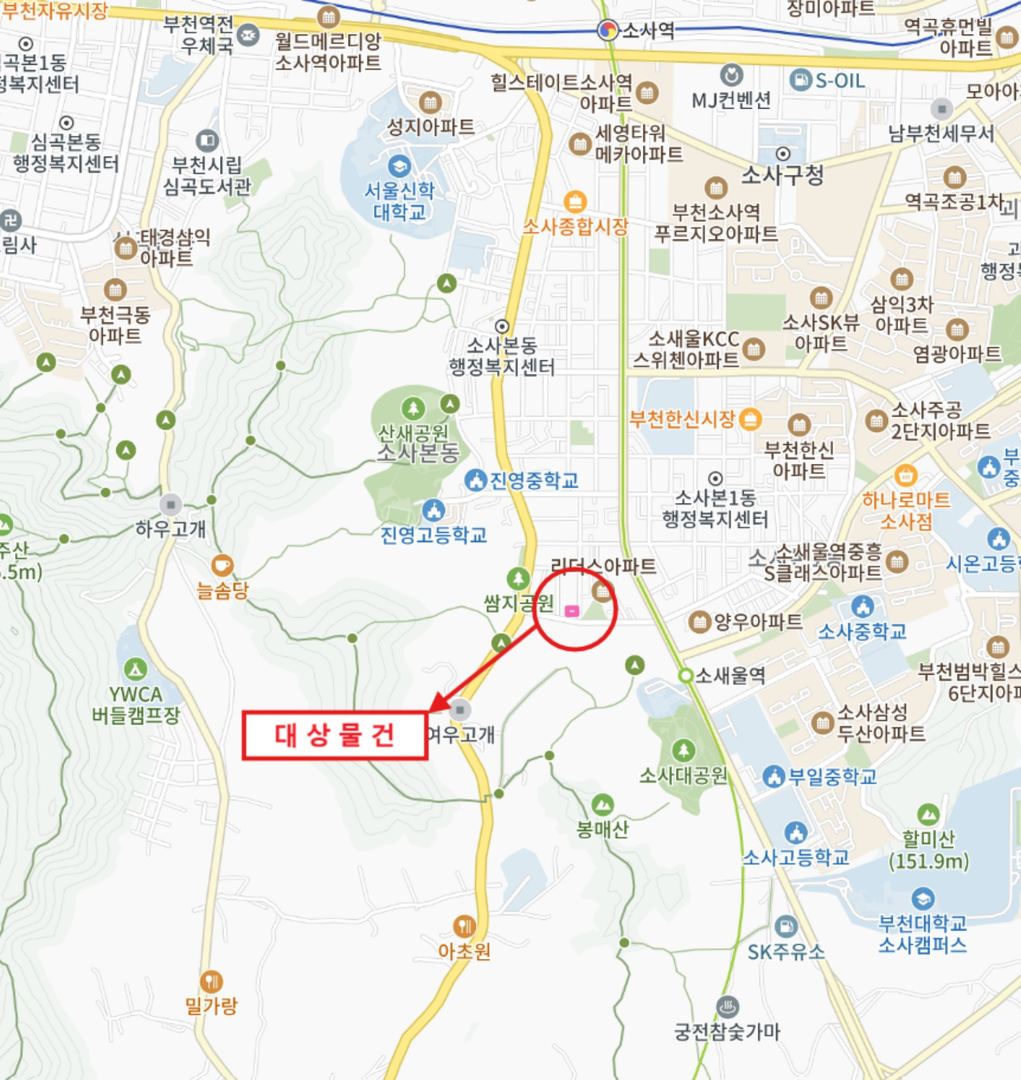 부천자유시장
부천역전
우체국
월드메르디앙
소사역아파트
소사역
장미아파트
역곡휴먼빌
아파트
곡본1동
정복지센터
힐스테이트소사역
아파트
MJ컨벤션
S-OIL
모아아
남부천세무서
심곡본동
행정복지센터
성지아파트
세영타워
메카아파트
부천시립
심곡도서관
서울신학
대학교
소사구청
소사종합시장
부천소사역
푸르지오아파트
역곡조공1차
림사
태경삼익
아파트
부천극동
아파트
소사본동
행정복지센터
소새울KCC
스위첸아파트
소사SK뷰
아파트
삼익3차
아파트
염광아파트
산새공원
소사본동
부천한신시장
부천한신
아파트
소사주공
2단지아파트
진영중학교
진영고등학교
소사본1동
행정복지센터
하나로마트
소사점
하우고개
늘솜당
리더스아파트
소새울역중흥
S클래스아파트
시온고등
쌈지공원
양우아파트
소사중학교
YWCA
버들캠프장
소새울역
부천범박힐스
6단지아파
대상물건
여우고개
소사삼성
두산아파트
소사대공원
부일중학교
봉매산
소사고등학교
할미산
(151.9m)
아초원
SK주유소
부천대학교
소사캠퍼스
밀가랑
궁전참숯가마